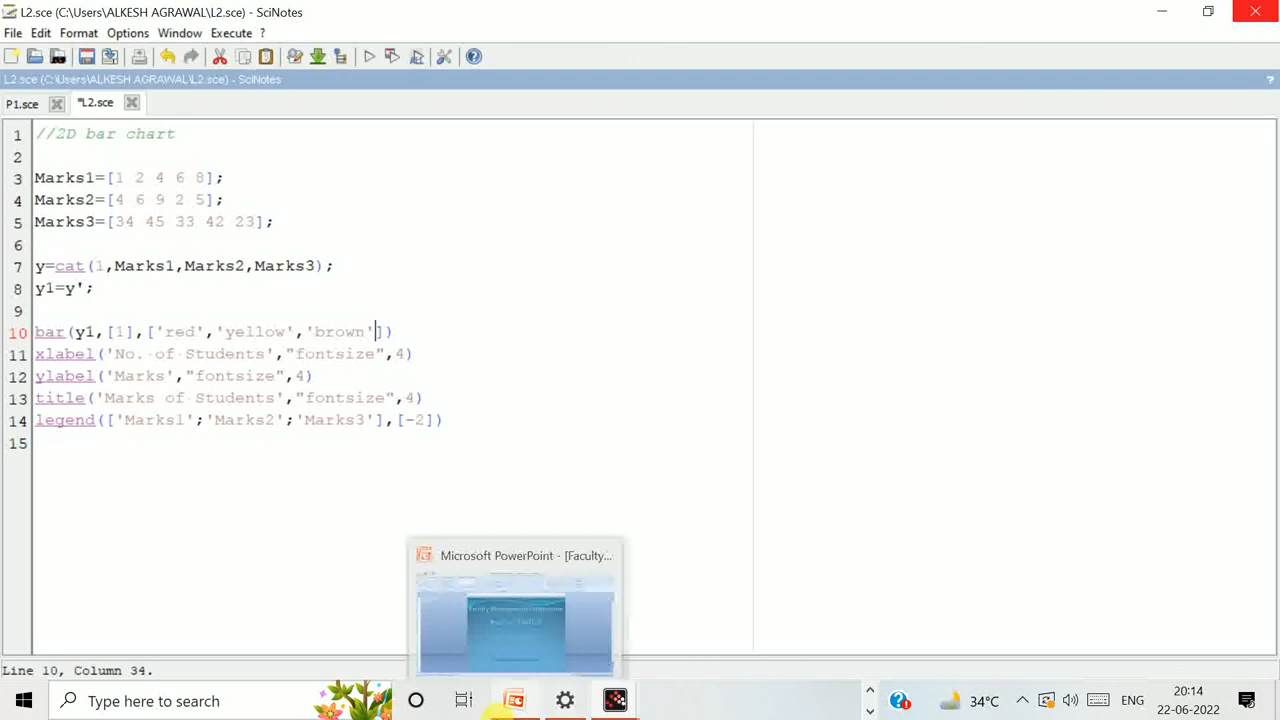 L2.sce (C:\Users\ALKESH AGRAWAL\L2.sce) - SciNotes
File Edit Format Options Window Execute ?
L2.sce (C:\Users\ALKESH AGRAWAL\L2.sce) - SciNotes
P1.sce *L2.sce
1 //2D bar chart
2
3 Marks1=[1 2 4 6 8];
4 Marks2=[4 6 9 2 5];
5 Marks3=[34 45 33 42 23];
6
7 y=cat(1,Marks1,Marks2,Marks3);
8 y1=y';
9
10 bar(y1,[1],['red','yellow','brown'])
11 xlabel('No. of Students',"fontsize",4)
12 ylabel('Marks',"fontsize",4)
13 title('Marks of Students',"fontsize",4)
14 legend(['Marks1';'Marks2';'Marks3'],[-2])
15
Microsoft PowerPoint - [Faculty...
Line 10, Column 34.
Type here to search
34°C ENG 20:14
22-06-2022